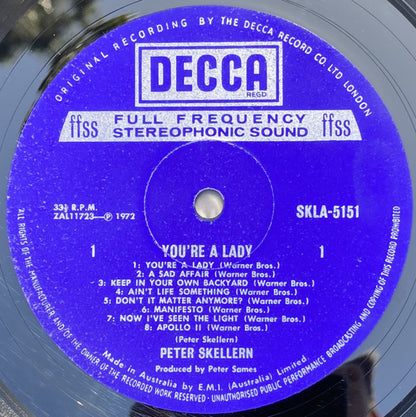 ORIGINAL RECORDING BY THE DECCA RECORD CO. LTD LONDON
DECCA
REGD
ffss FULL FREQUENCY ffss
STEREOPHONIC SOUND
33⅓ R.P.M.
ZAL11723—Ⓟ 1972
SKLA-5151
1 YOU'RE A LADY 1
1: YOU'RE A LADY (Warner Bros.)
2: A SAD AFFAIR (Warner Bros.)
3: KEEP IN YOUR OWN BACKYARD (Warner Bros.)
4: AIN'T LIFE SOMETHING (Warner Bros.)
5: DON'T IT MATTER ANYMORE? (Warner Bros.)
6: MANIFESTO (Warner Bros.)
7: NOW I'VE SEEN THE LIGHT (Warner Bros.)
8: APOLLO II (Warner Bros.)
(Peter Skellern)
PETER SKELLERN
Produced by Peter Sames
Made in Australia by E.M.I. (Australia) Limited
ALL RIGHTS OF THE MANUFACTURER AND/OR THE OWNER OF THE RECORDED WORK RESERVED. UNAUTHORISED PUBLIC PERFORMANCE BROADCASTING AND COPYING OF THIS RECORD PROHIBITED